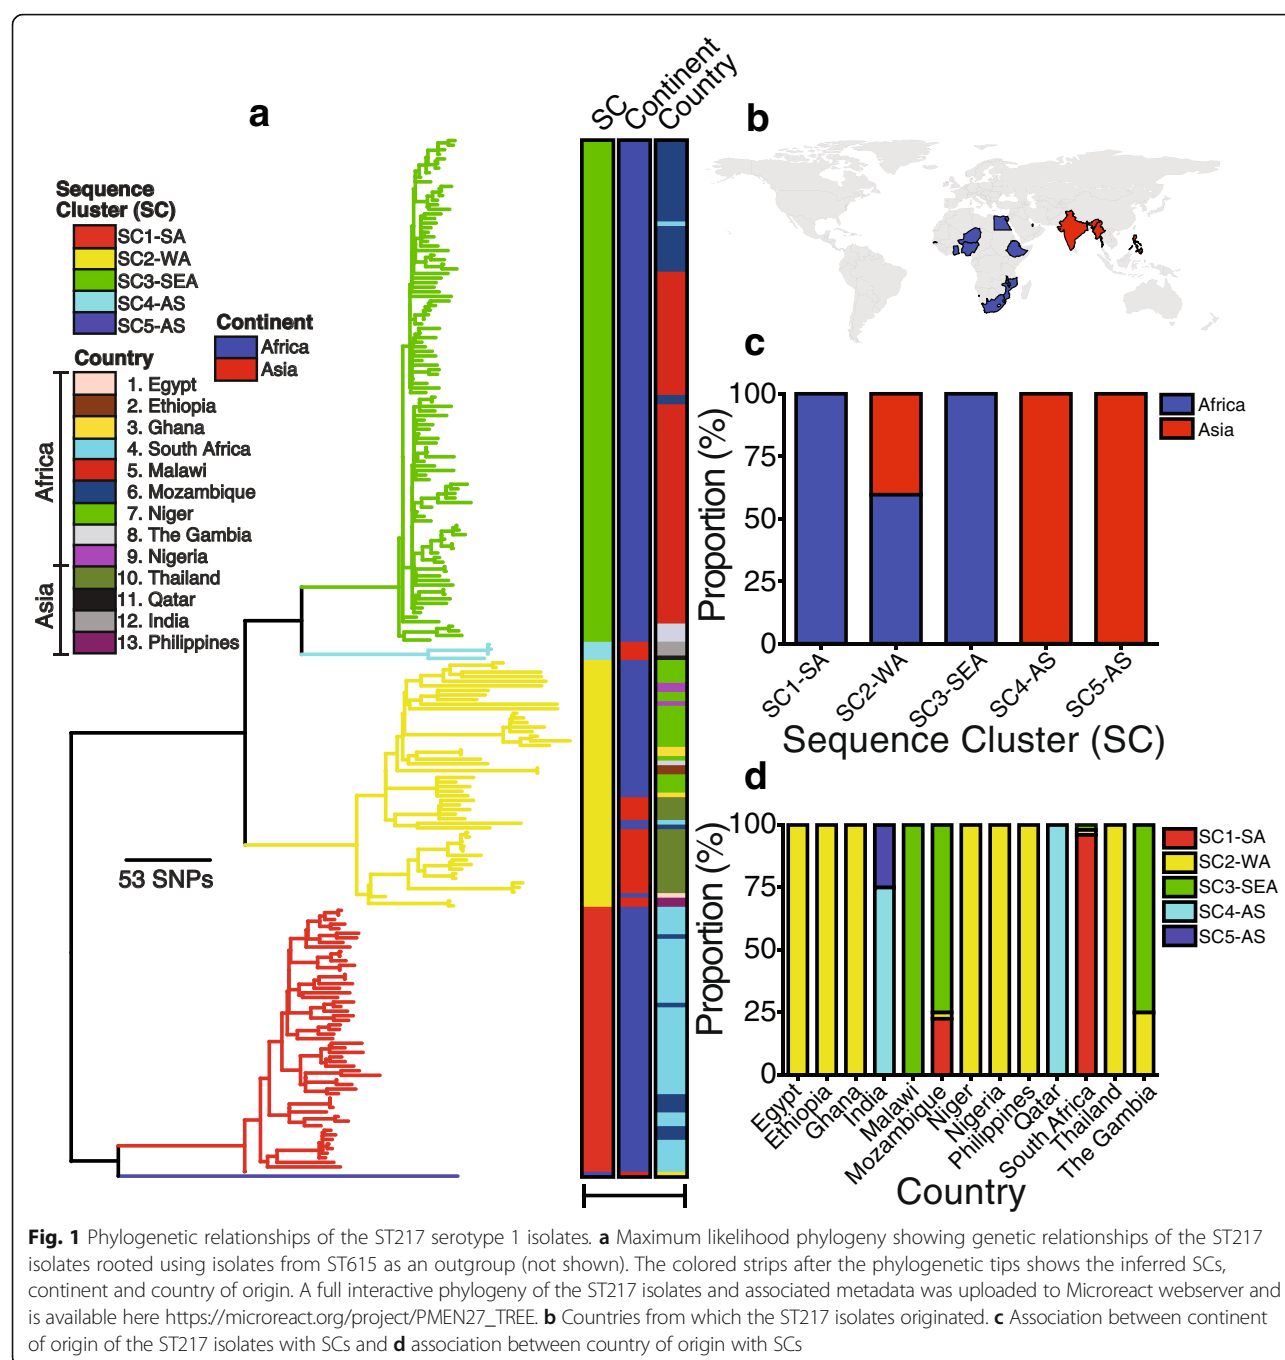 a
SC
Continent
Country
Sequence
Cluster (SC)
SC1-SA
SC2-WA
SC3-SEA
SC4-AS
SC5-AS
Continent
Africa
Asia
Country
Africa
Asia
1. Egypt
2. Ethiopia
3. Ghana
4. South Africa
5. Malawi
6. Mozambique
7. Niger
8. The Gambia
9. Nigeria
10. Thailand
11. Qatar
12. India
13. Philippines
53 SNPs
b
c
Proportion (%)
100
75
50
25
0
SC1-SA
SC2-WA
SC3-SEA
SC4-AS
SC5-AS
Sequence Cluster (SC)
Africa
Asia
d
Proportion (%)
100
75
50
25
0
Egypt
Ethiopia
Ghana
India
Malawi
Mozambique
Niger
Nigeria
Philippines
Qatar
South Africa
Thailand
The Gambia
Country
SC1-SA
SC2-WA
SC3-SEA
SC4-AS
SC5-AS
Fig. 1 Phylogenetic relationships of the ST217 serotype 1 isolates. a Maximum likelihood phylogeny showing genetic relationships of the ST217
isolates rooted using isolates from ST615 as an outgroup (not shown). The colored strips after the phylogenetic tips shows the inferred SCs,
continent and country of origin. A full interactive phylogeny of the ST217 isolates and associated metadata was uploaded to Microreact webserver and
is available here https://microreact.org/project/PMEN27_TREE. b Countries from which the ST217 isolates originated. c Association between continent
of origin of the ST217 isolates with SCs and d association between country of origin with SCs